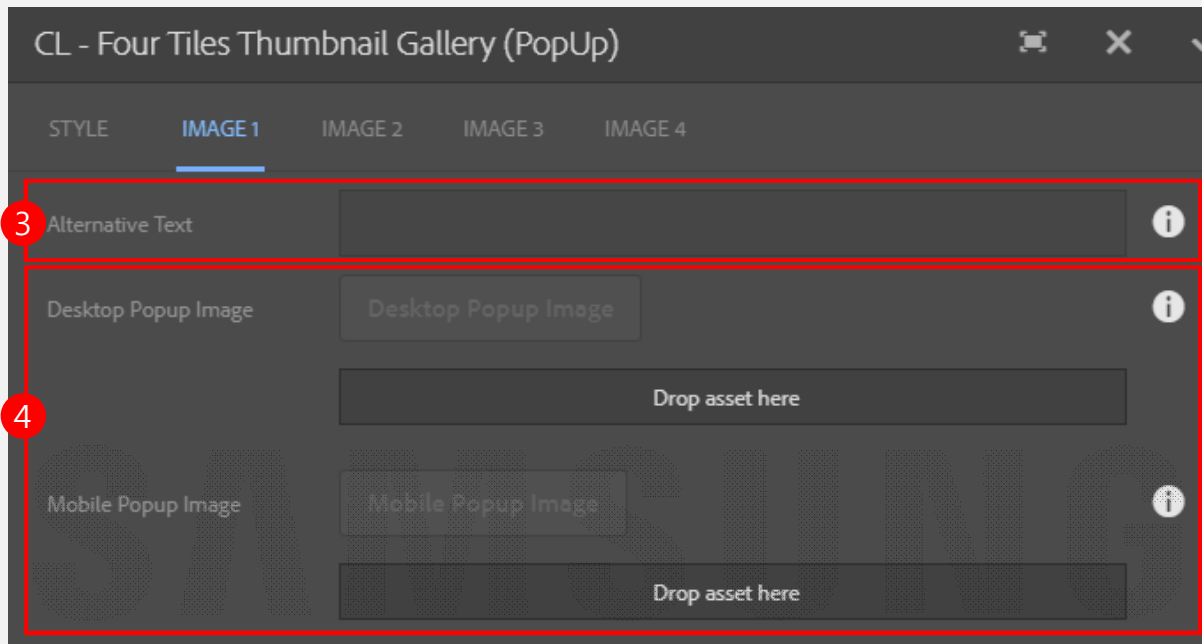 CL - Four Tiles Thumbnail Gallery (PopUp)
STYLE IMAGE 1 IMAGE 2 IMAGE 3 IMAGE 4
3 Alternative Text
Desktop Popup Image Desktop Popup Image
Drop asset here
4
Mobile Popup Image Mobile Popup Image
Drop asset here
SAMSUNG